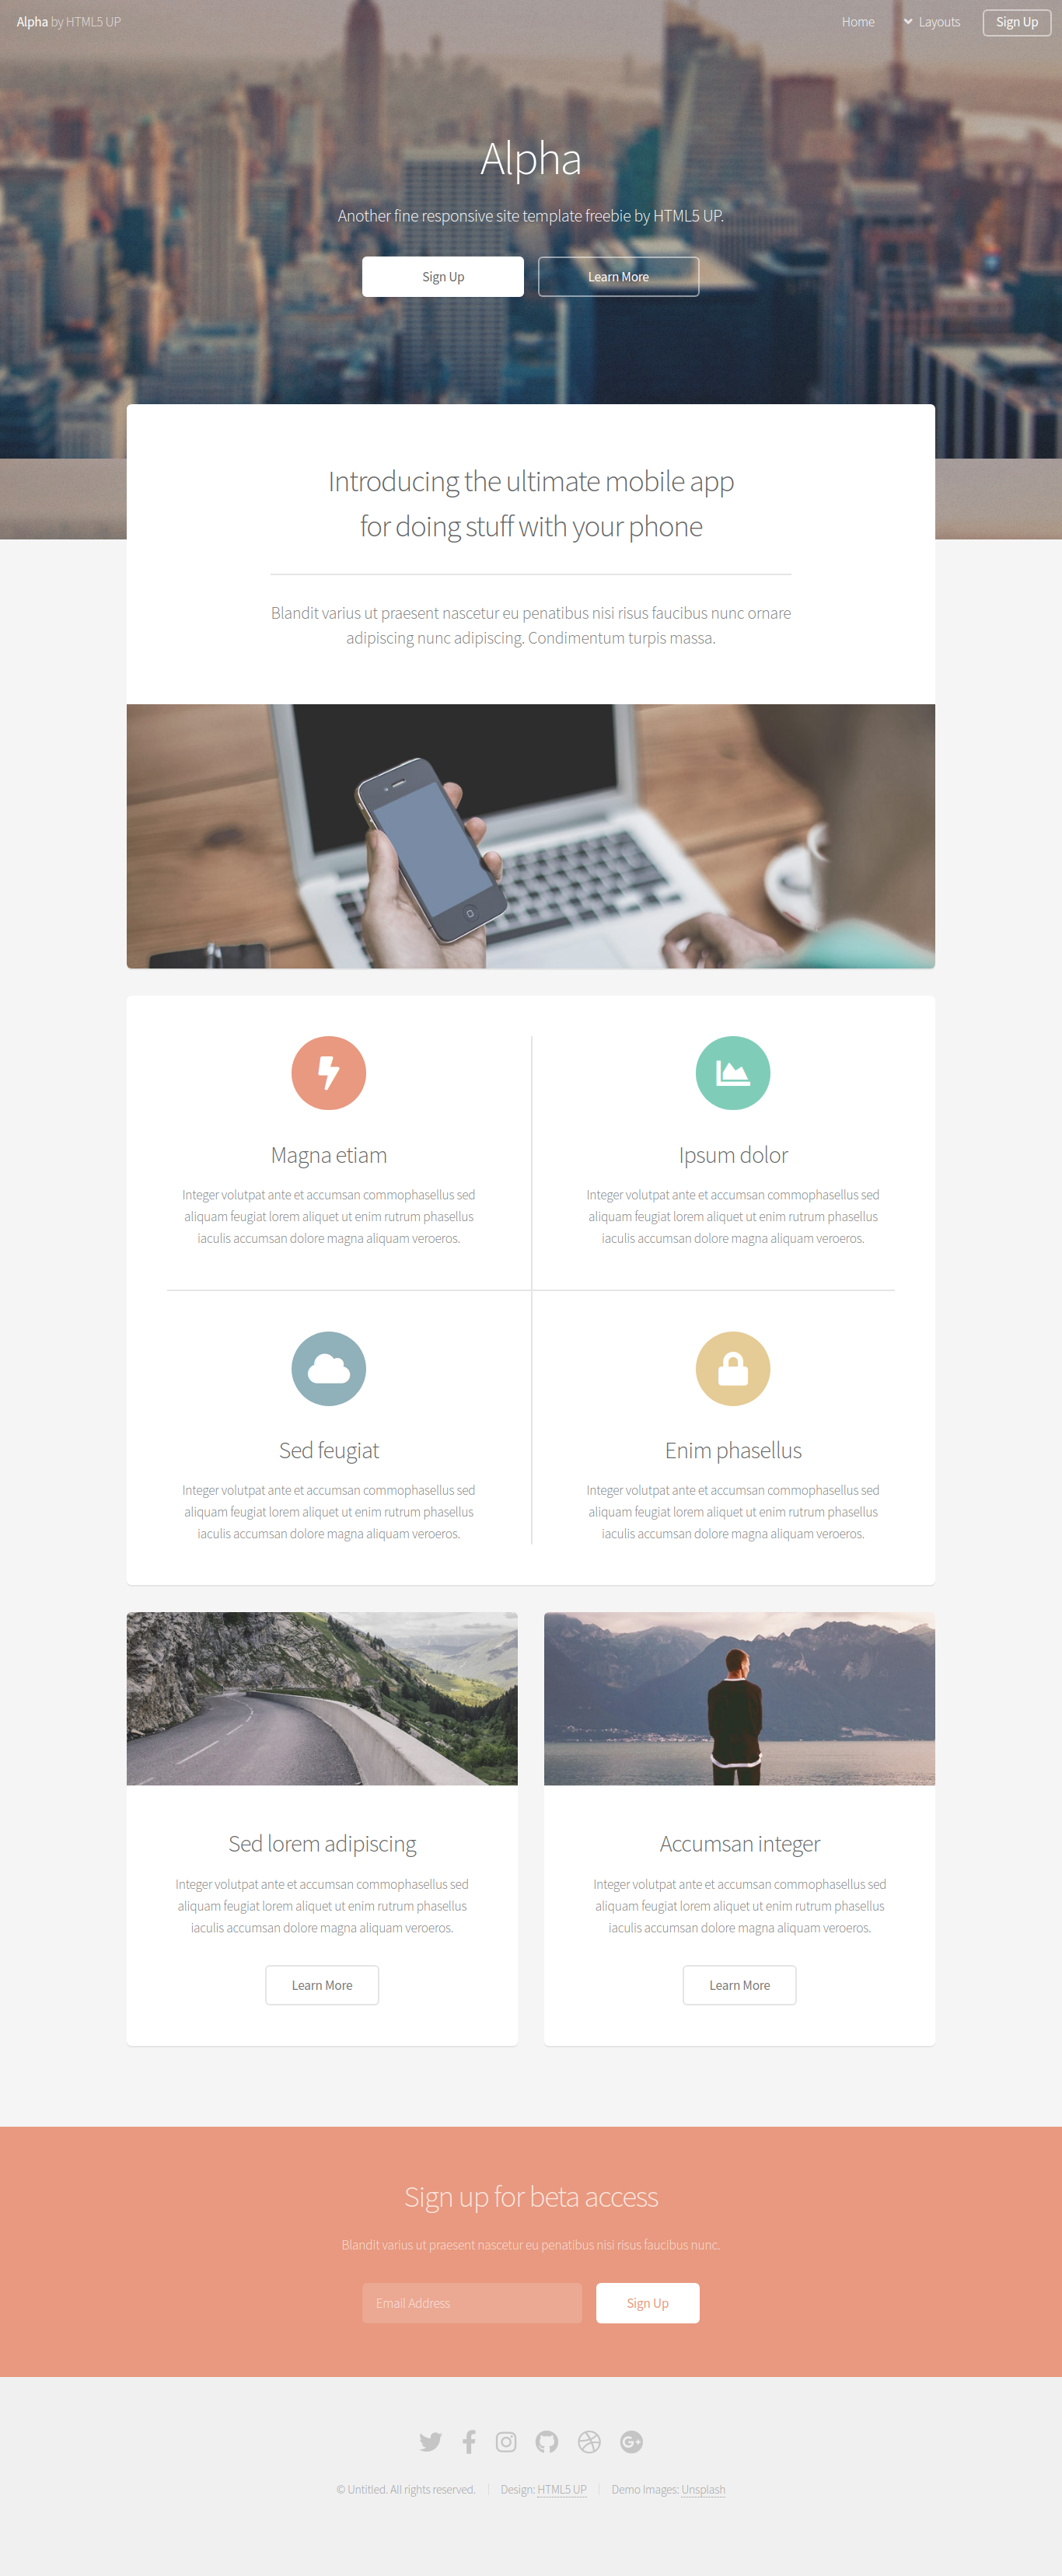 Alpha by HTML5 UP
Home
Layouts
Sign Up
Alpha
Another fine responsive site template freebie by HTML5 UP.
Sign Up
Learn More
Introducing the ultimate mobile app
for doing stuff with your phone
Blandit varius ut praesent nascetur eu penatibus nisi risus faucibus nunc ornare
adipiscing nunc adipiscing. Condimentum turpis massa.
Magna etiam
Integer volutpat ante et accumsan commophasellus sed
aliquam feugiat lorem aliquet ut enim rutrum phasellus
iaculis accumsan dolore magna aliquam veroeros.
Ipsum dolor
Integer volutpat ante et accumsan commophasellus sed
aliquam feugiat lorem aliquet ut enim rutrum phasellus
iaculis accumsan dolore magna aliquam veroeros.
Sed feugiat
Integer volutpat ante et accumsan commophasellus sed
aliquam feugiat lorem aliquet ut enim rutrum phasellus
iaculis accumsan dolore magna aliquam veroeros.
Enim phasellus
Integer volutpat ante et accumsan commophasellus sed
aliquam feugiat lorem aliquet ut enim rutrum phasellus
iaculis accumsan dolore magna aliquam veroeros.
Sed lorem adipiscing
Integer volutpat ante et accumsan commophasellus sed
aliquam feugiat lorem aliquet ut enim rutrum phasellus
iaculis accumsan dolore magna aliquam veroeros.
Learn More
Accumsan integer
Integer volutpat ante et accumsan commophasellus sed
aliquam feugiat lorem aliquet ut enim rutrum phasellus
iaculis accumsan dolore magna aliquam veroeros.
Learn More
Sign up for beta access
Blandit varius ut praesent nascetur eu penatibus nisi risus faucibus nunc.
Email Address
Sign Up
© Untitled. All rights reserved.
Design: HTML5 UP
Demo Images: Unsplash